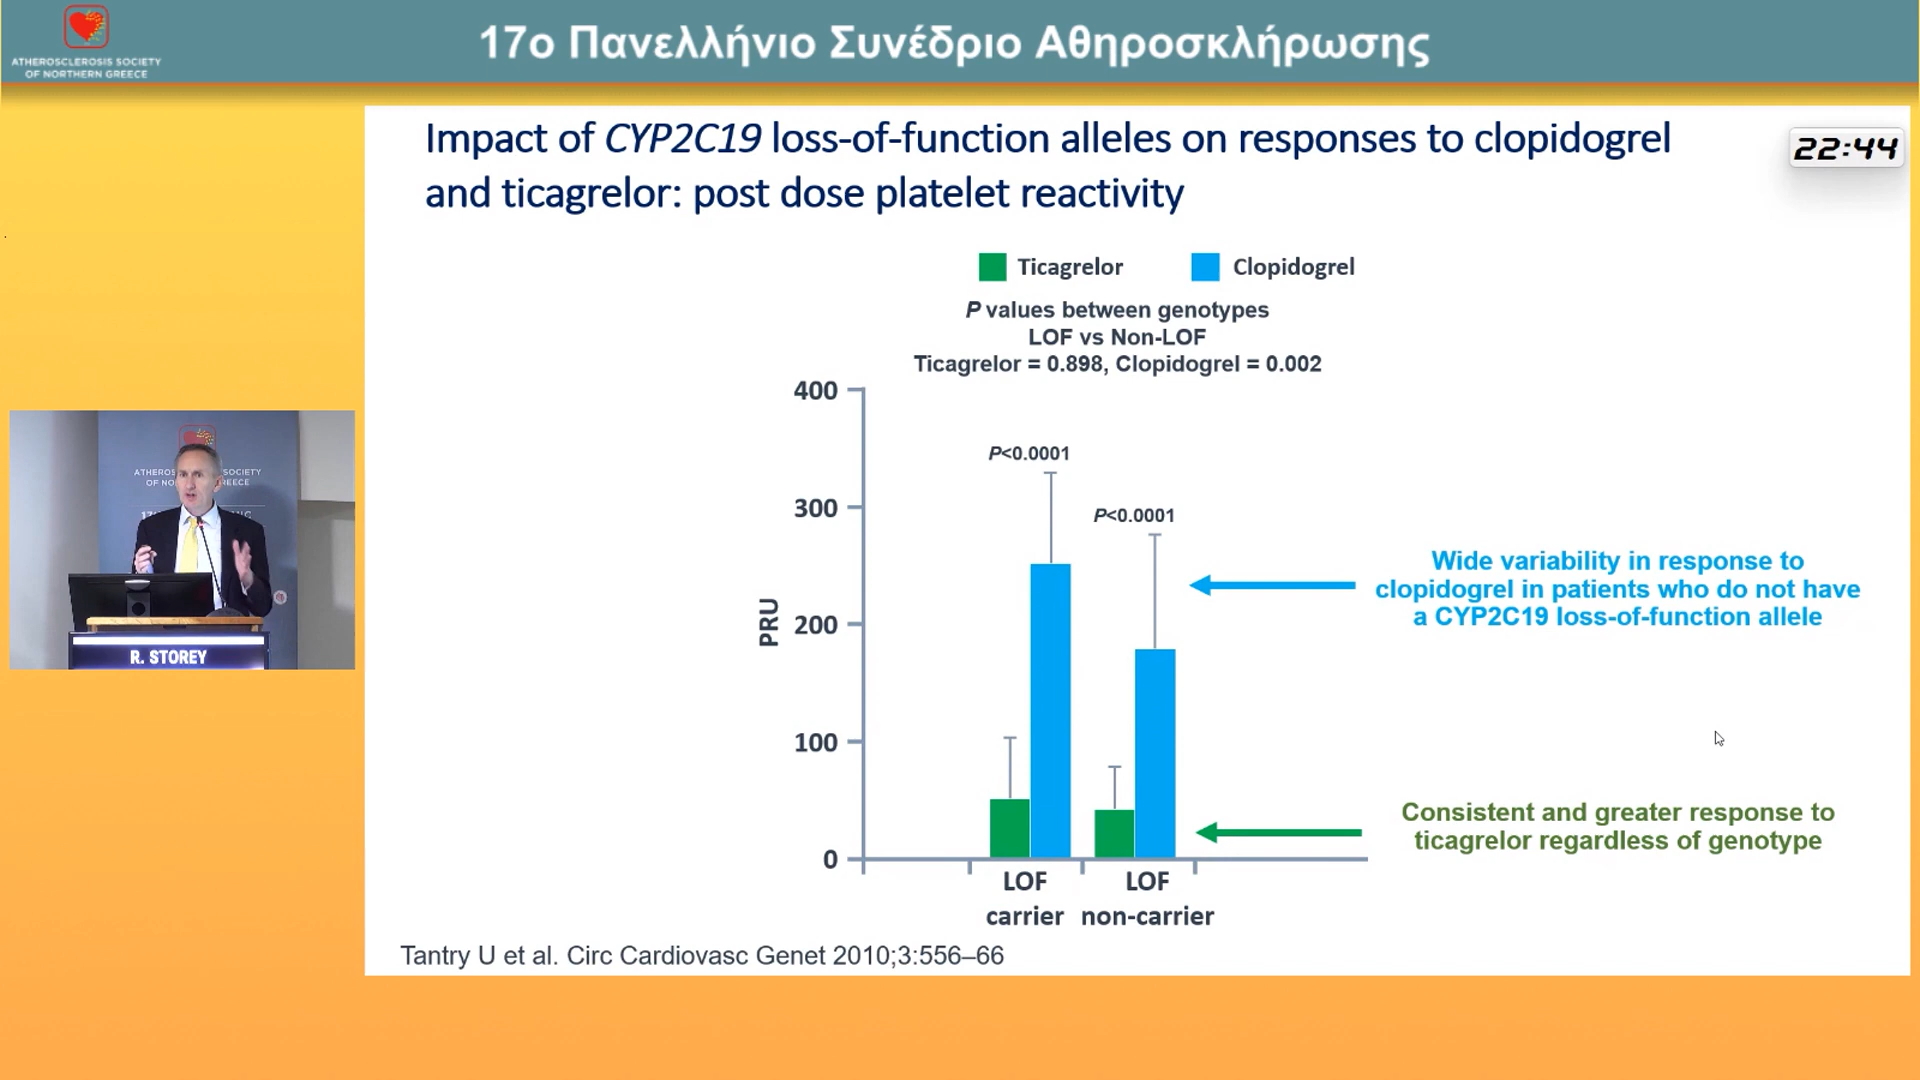 ATHEROSCLEROSIS SOCIETY
OF NORTHERN GREECE
17ο Πανελλήνιο Συνέδριο Αθηροσκλήρωσης
Impact of CYP2C19 loss-of-function alleles on responses to clopidogrel
and ticagrelor: post dose platelet reactivity
22:44
Ticagrelor
Clopidogrel
P values between genotypes
LOF vs Non-LOF
Ticagrelor = 0.898, Clopidogrel = 0.002
400
300
200
100
0
PRU
P<0.0001
P<0.0001
Wide variability in response to
clopidogrel in patients who do not have
a CYP2C19 loss-of-function allele
Consistent and greater response to
ticagrelor regardless of genotype
LOF
carrier
LOF
non-carrier
Tantry U et al. Circ Cardiovasc Genet 2010;3:556–66
SOCIETY
R. STOREY